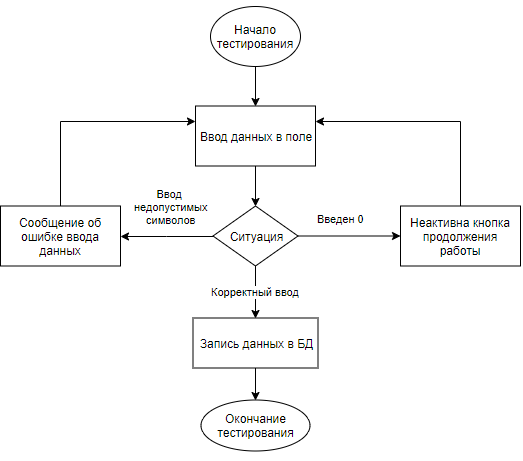 Начало
тестирования
Ввод данных в поле
Ввод
недопустимых
символов
Введен 0
Сообщение об
ошибке ввода
данных
Ситуация
Неактивна кнопка
продолжения
работы
Корректный ввод
Запись данных в БД
Окончание
тестирования